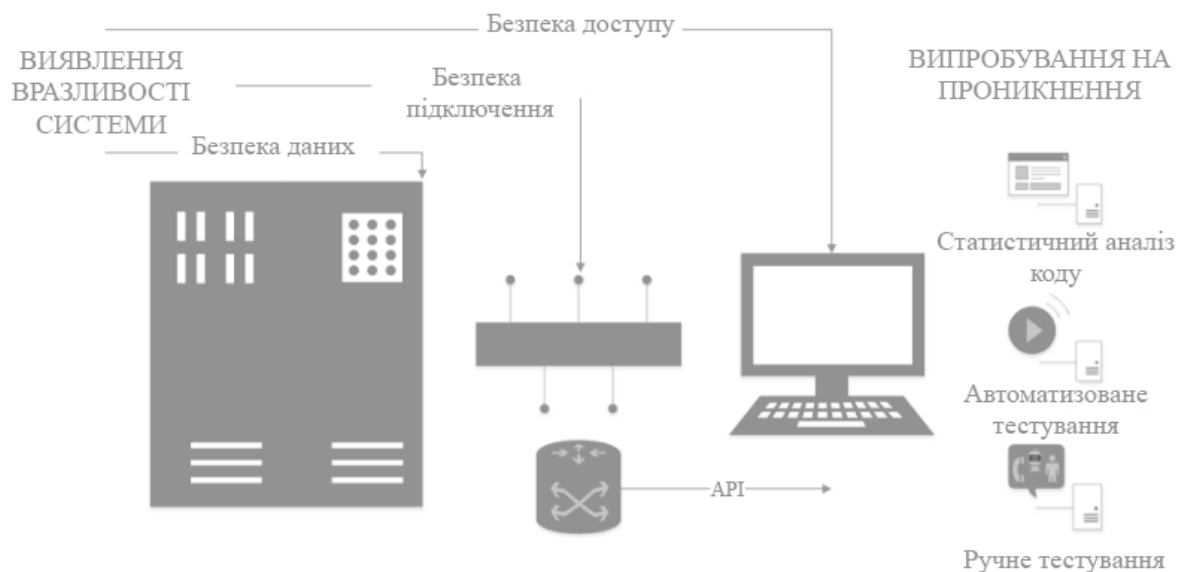 Безпека доступу
ВИЯВЛЕННЯ
ВРАЗЛИВОСТІ
СИСТЕМИ
Безпека
підключення
Безпека даних
API
ВИПРОБУВАННЯ НА
ПРОНИКНЕННЯ
Статистичний аналіз
коду
Автоматизоване
тестування
Ручне тестування